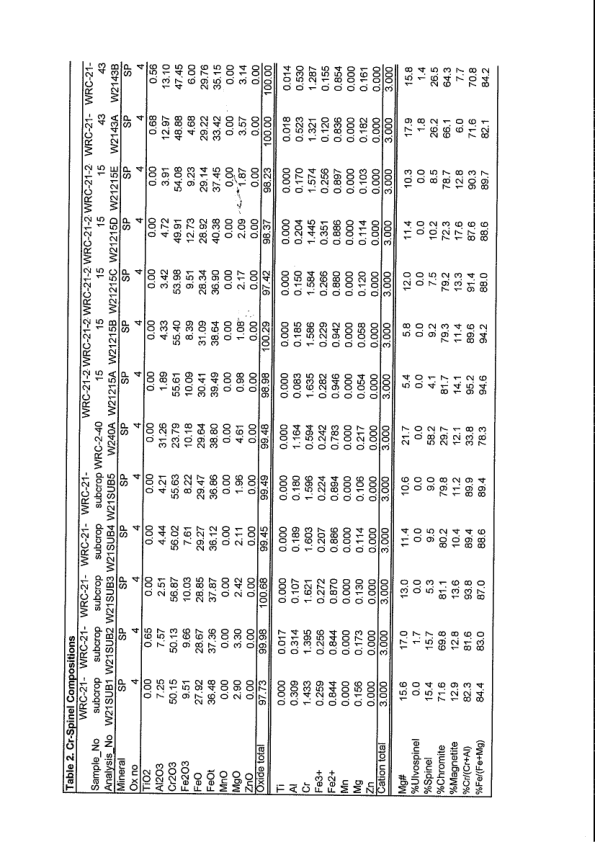 Table 2. Cr-Spinel Compositions
WRC-21- WRC-21- WRC-21- WRC-21- WRC-21- WRC-21-2 WRC-21-2 WRC-21-2 WRC-21-2 WRC-21-2 WRC-21- WRC-21-
Sample_No subcrop subcrop subcrop subcrop subcrop WRC-2-40 15 15 15 15 15 43 43
Analysis_No W21SUB1 W21SUB2 W21SUB3 W21SUB4 W21SUB5 W240A W21215A W21215B W21215C W21215D W21215E W2143A W2143B
Mineral SP SP SP SP SP SP SP SP SP SP SP SP SP
Ox no 4 4 4 4 4 4 4 4 4 4 4 4 4
TiO2 0.00 0.65 0.00 0.00 0.00 0.00 0.00 0.00 0.00 0.00 0.00 0.68 0.56
Al2O3 7.25 7.57 2.51 4.44 4.21 31.26 1.89 4.33 3.42 4.72 3.91 12.97 13.10
Cr2O3 50.15 50.13 56.87 56.02 55.63 23.79 55.61 55.40 53.98 49.91 54.08 48.88 47.45
Fe2O3 9.51 9.66 10.03 7.61 8.22 10.18 10.09 8.39 9.51 12.73 9.23 4.68 6.00
FeO 27.92 28.67 28.85 29.27 29.47 29.64 30.41 31.09 28.34 28.92 29.14 29.22 29.76
FeOt 36.48 37.36 37.87 36.12 36.86 38.80 39.49 38.64 36.90 40.38 37.45 33.42 35.15
MnO 0.00 0.00 0.00 0.00 0.00 0.00 0.00 0.00 0.00 0.00 0.00 0.00 0.00
MgO 2.90 3.30 2.42 2.11 1.96 4.61 0.98 1.08 2.17 2.09 1.87 3.57 3.14
ZnO 0.00 0.00 0.00 0.00 0.00 0.00 0.00 0.00 0.00 0.00 0.00 0.00 0.00
Oxide total 97.73 99.98 100.68 99.45 99.49 99.48 98.98 100.29 97.42 98.37 98.23 100.00 100.00
Ti 0.000 0.017 0.000 0.000 0.000 0.000 0.000 0.000 0.000 0.000 0.000 0.018 0.014
Al 0.309 0.314 0.107 0.189 0.180 1.164 0.083 0.185 0.150 0.204 0.170 0.523 0.530
Cr 1.433 1.395 1.621 1.603 1.596 0.594 1.635 1.586 1.584 1.445 1.574 1.321 1.287
Fe3+ 0.259 0.256 0.272 0.207 0.224 0.242 0.282 0.229 0.266 0.351 0.256 0.120 0.155
Fe2+ 0.844 0.844 0.870 0.886 0.894 0.783 0.946 0.942 0.880 0.886 0.897 0.836 0.854
Mn 0.000 0.000 0.000 0.000 0.000 0.000 0.000 0.000 0.000 0.000 0.000 0.000 0.000
Mg 0.156 0.173 0.130 0.114 0.106 0.217 0.054 0.058 0.120 0.114 0.103 0.182 0.161
Zn 0.000 0.000 0.000 0.000 0.000 0.000 0.000 0.000 0.000 0.000 0.000 0.000 0.000
Cation total 3.000 3.000 3.000 3.000 3.000 3.000 3.000 3.000 3.000 3.000 3.000 3.000 3.000
Mg# 15.6 17.0 13.0 11.4 10.6 21.7 5.4 5.8 12.0 11.4 10.3 17.9 15.8
%Ulvospinel 0.0 1.7 0.0 0.0 0.0 0.0 0.0 0.0 0.0 0.0 0.0 1.8 1.4
%Spinel 15.4 15.7 5.3 9.5 9.0 58.2 4.1 9.2 7.5 10.2 8.5 26.2 26.5
%Chromite 71.6 69.8 81.1 80.2 79.8 29.7 81.7 79.3 79.2 72.3 78.7 66.1 64.3
%Magnetite 12.9 12.8 13.6 10.4 11.2 12.1 14.1 11.4 13.3 17.6 12.8 6.0 7.7
%Cr/(Cr+Al) 82.3 81.6 93.8 89.4 89.9 33.8 95.2 89.6 91.4 87.6 90.3 71.6 70.8
%Fe/(Fe+Mg) 84.4 83.0 87.0 88.6 89.4 78.3 94.6 94.2 88.0 88.6 89.7 82.1 84.2